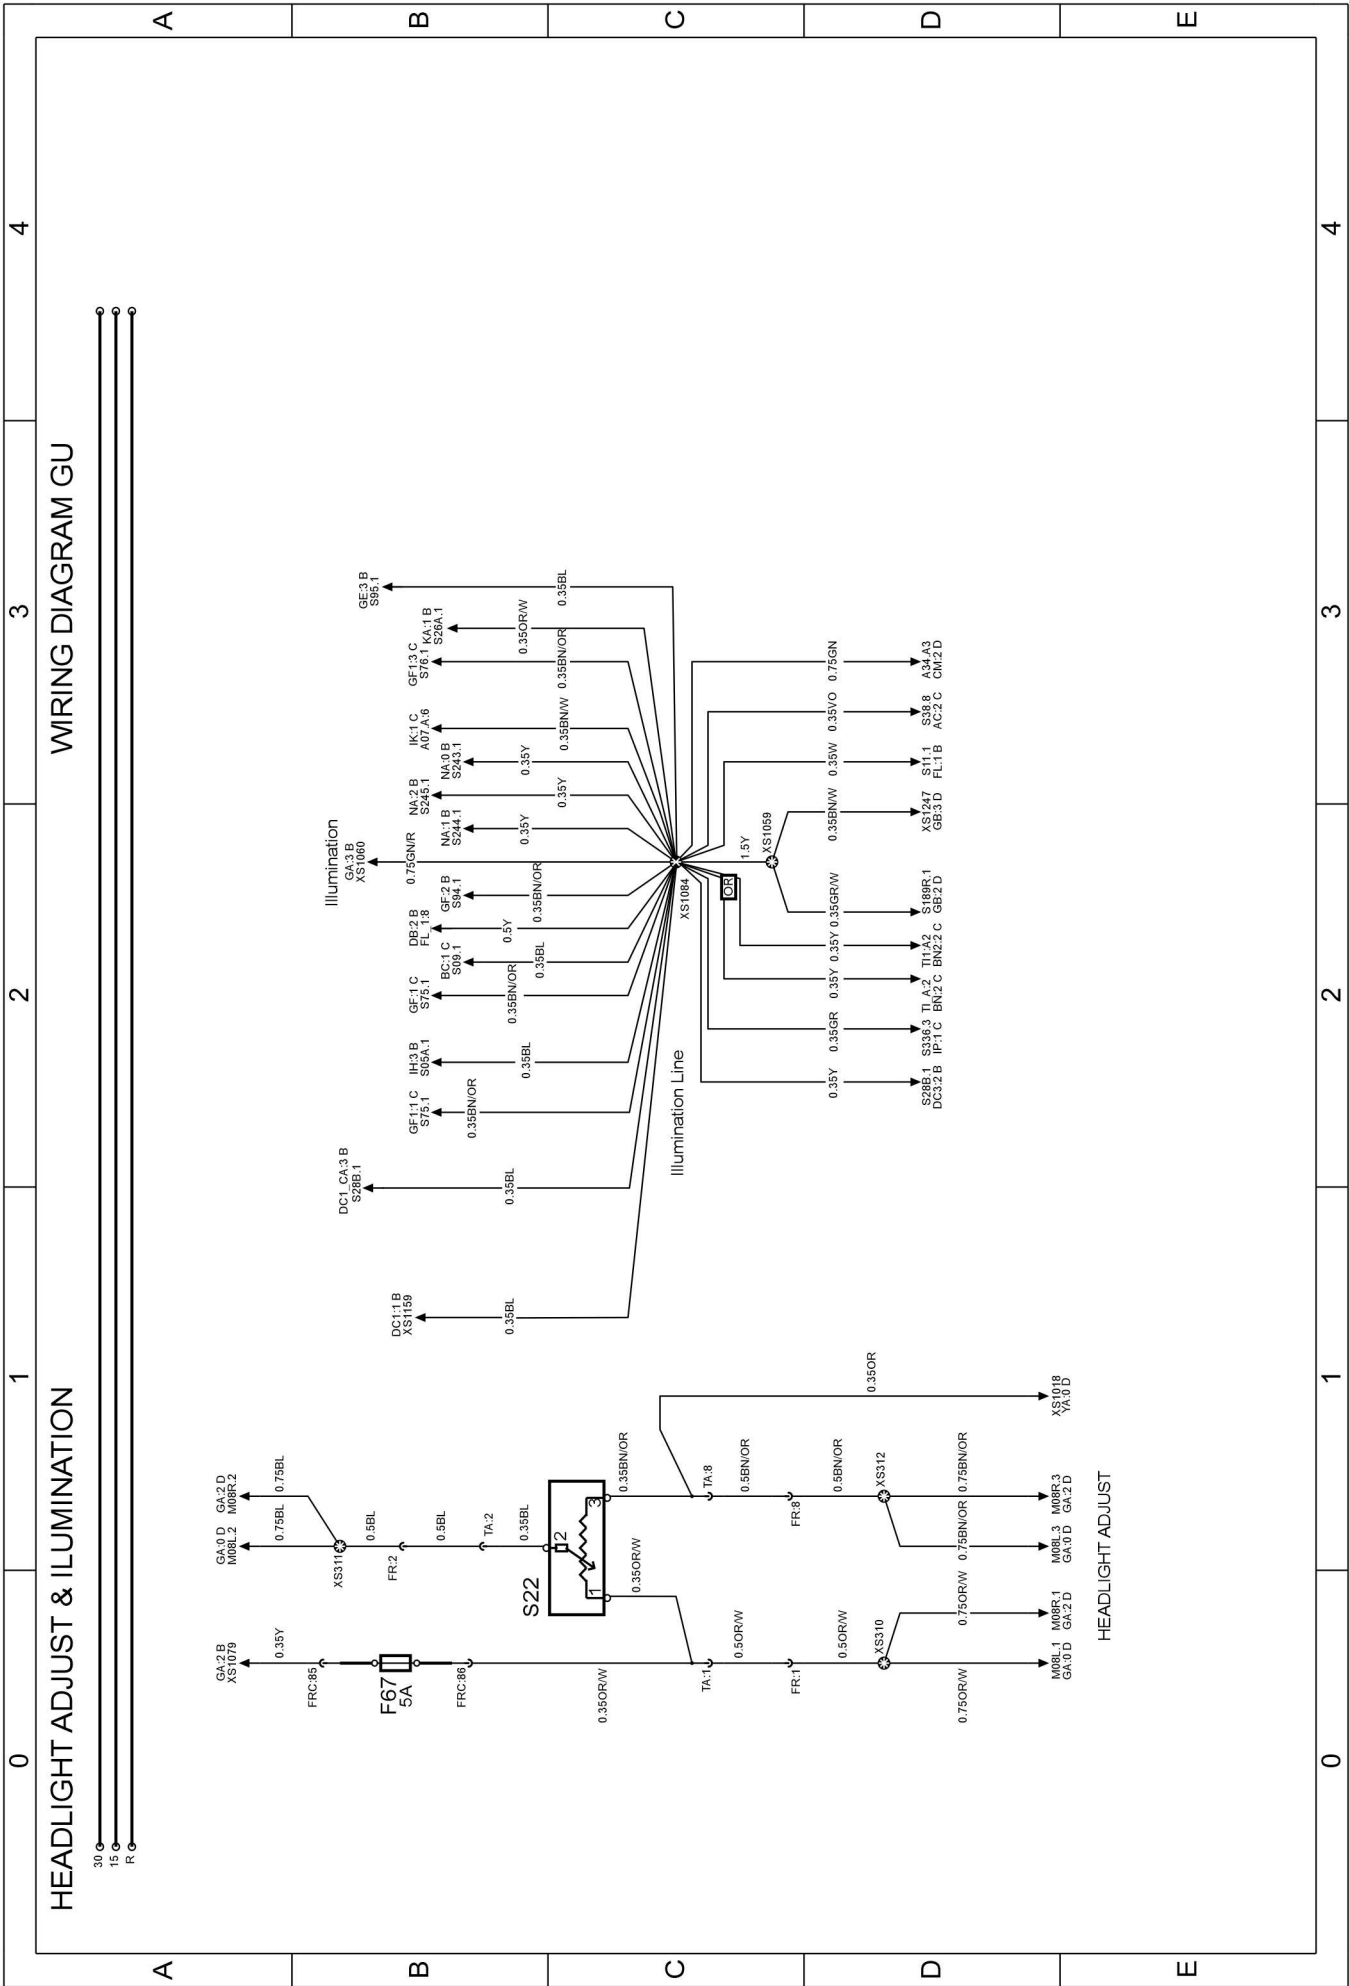 0
1
2
3
4
HEADLIGHT ADJUST & ILUMINATION
WIRING DIAGRAM GU
30
15
R
A
A
B
B
C
C
D
D
E
E
GA:2 B
XS1079
0.35Y
FRC:85
F67
5A
FRC:86
0.35OR/W
TA:1
0.5OR/W
FR:1
0.5OR/W
XS310
0.75OR/W
0.75OR/W
M08L.1
GA:0 D
M08R.1
GA:2 D
GA:0 D
M08L.2
GA:2 D
M08R.2
0.75BL
0.75BL
XS311
0.5BL
FR:2
0.5BL
TA:2
0.35BL
S22
1
2
3
0.35OR/W
0.35BN/OR
TA:8
0.5BN/OR
FR:8
0.5BN/OR
XS312
0.75BN/OR
0.75BN/OR
M08L.3
GA:0 D
M08R.3
GA:2 D
0.35OR
XS1018
YA:0 D
HEADLIGHT ADJUST
DC1:1 B
XS1159
0.35BL
DC1_CA:3 B
S28B.1
0.35BL
GF1:1 C
S75.1
0.35BN/OR
IH:3 B
S05A.1
0.35BL
GF:1 C
S75.1
0.35BN/OR
BC:1 C
S09.1
0.35BL
DB:2 B
FL_1:8
0.5Y
GF:2 B
S94.1
0.35BN/OR
Illumination
GA:3 B
XS1060
0.75GN/R
NA:1 B
S244.1
0.35Y
NA:2 B
S245.1
0.35Y
NA:0 B
S243.1
0.35Y
IK:1 C
A07.A:6
0.35BN/W
GF1:3 C
S76.1
0.35BN/OR
KA:1 B
S26A.1
0.35OR/W
GE:3 B
S95.1
0.35BL
Illumination Line
XS1084
OR
1.5Y
XS1059
0.35Y
S28B.1
DC3:2 B
0.35GR
S336.3
IP:1 C
0.35Y
TI_A:2
BN:2 C
0.35Y
TI1:A2
BN2:2 C
0.35GR/W
S189R.1
GB:2 D
0.35BN/W
XS1247
GB:3 D
0.35W
S11.1
FL:1 B
0.35VO
S38.8
AC:2 C
0.75GN
A34.A3
CM:2 D
0
1
2
3
4